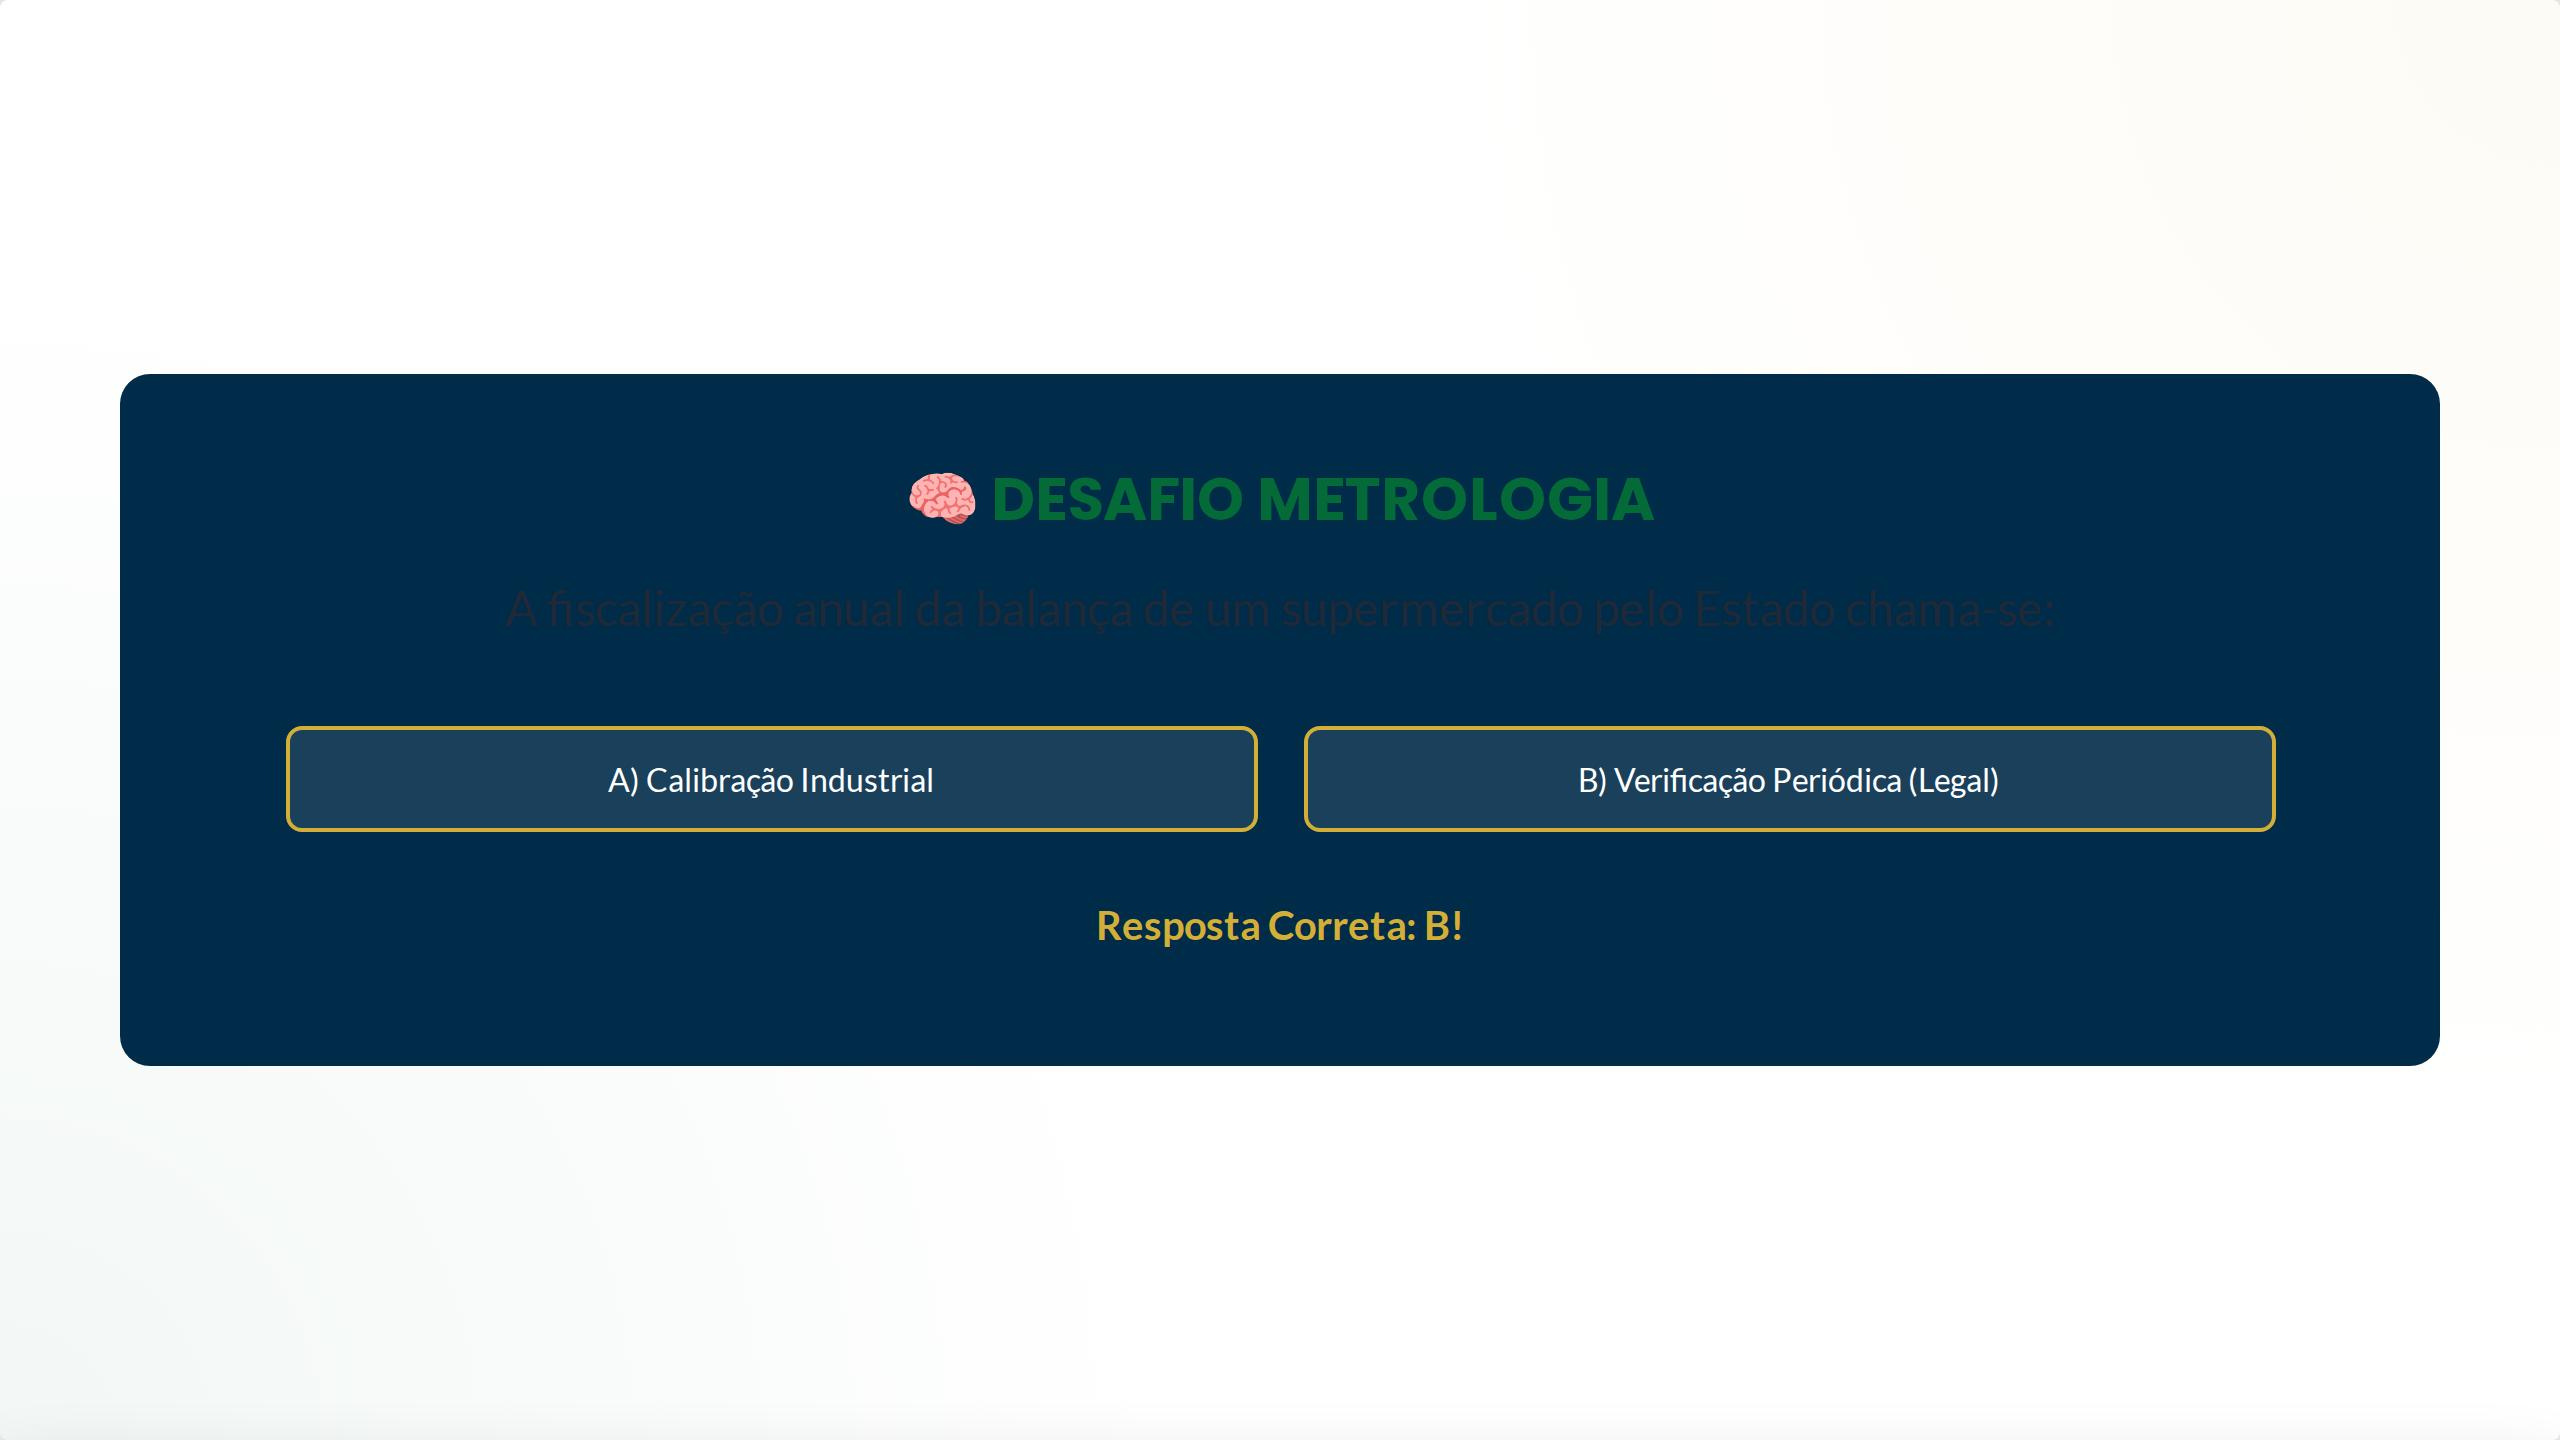 🧠 DESAFIO METROLOGIA
A fiscalização anual da balança de um supermercado pelo Estado chama-se:
A) Calibração Industrial
B) Verificação Periódica (Legal)
Resposta Correta: B!